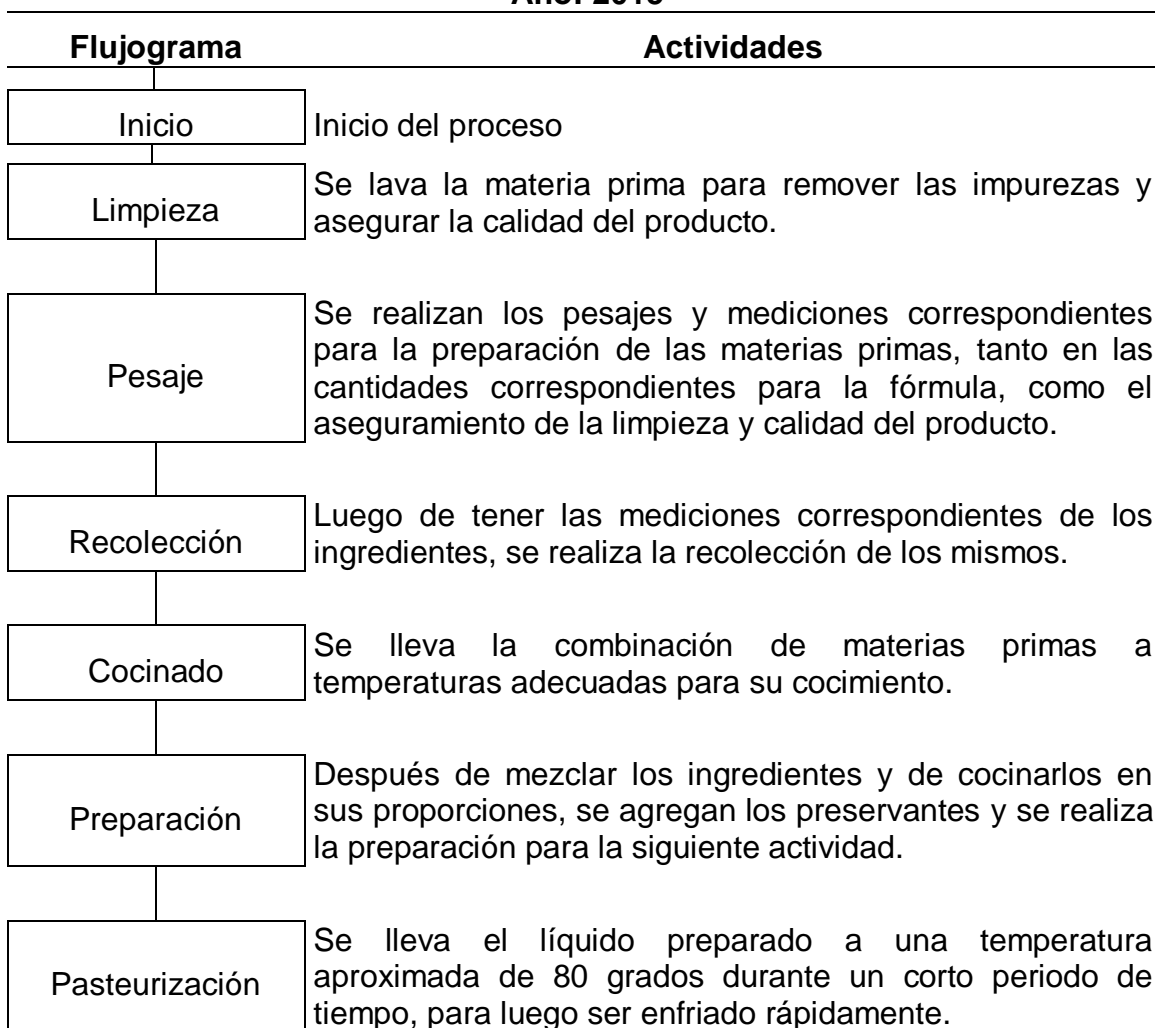 Flujograma Actividades
Inicio Inicio del proceso
Limpieza
Se lava la materia prima para remover las impurezas y
asegurar la calidad del producto.
Pesaje
Se realizan los pesajes y mediciones correspondientes
para la preparación de las materias primas, tanto en las
cantidades correspondientes para la fórmula, como el
aseguramiento de la limpieza y calidad del producto.
Recolección
Luego de tener las mediciones correspondientes de los
ingredientes, se realiza la recolección de los mismos.
Cocinado
Se lleva la combinación de materias primas a
temperaturas adecuadas para su cocimiento.
Preparación
Después de mezclar los ingredientes y de cocinarlos en
sus proporciones, se agregan los preservantes y se realiza
la preparación para la siguiente actividad.
Pasteurización
Se lleva el líquido preparado a una temperatura
aproximada de 80 grados durante un corto periodo de
tiempo, para luego ser enfriado rápidamente.